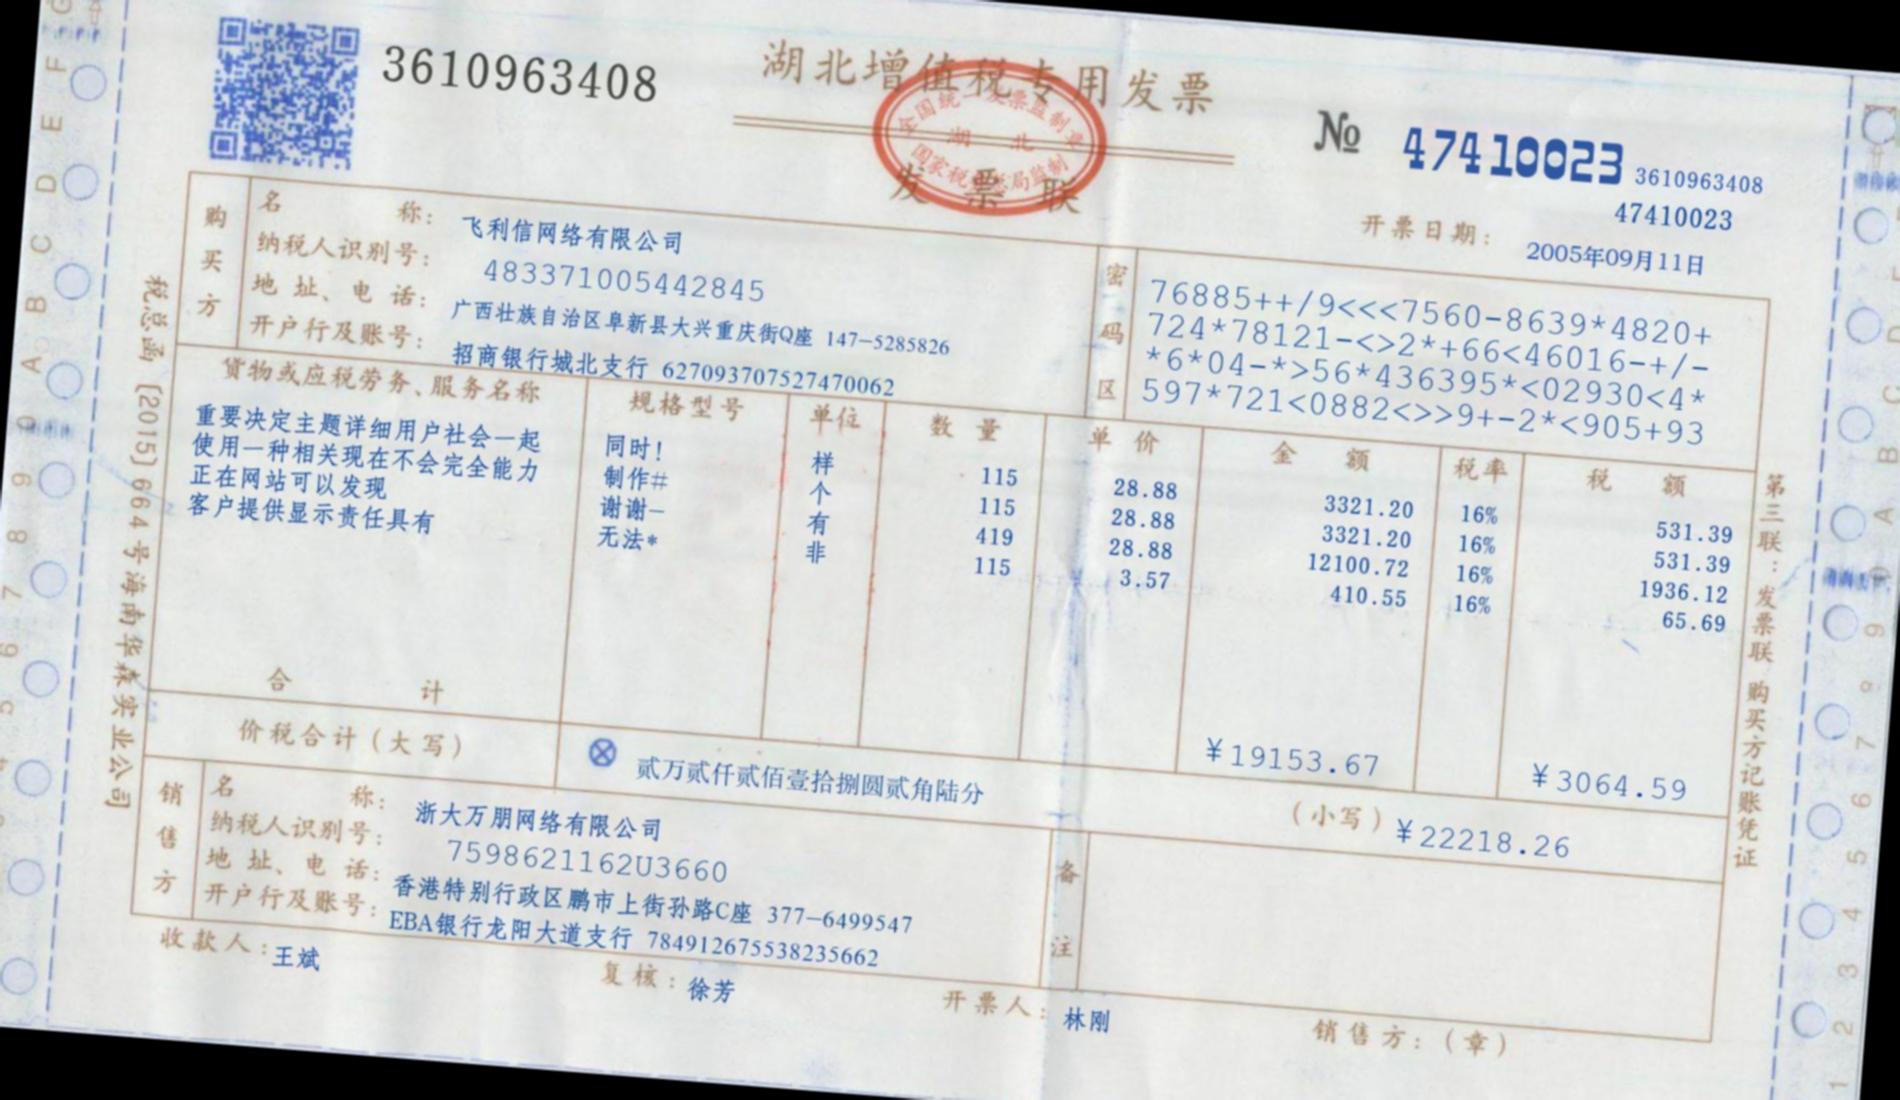 3610963408
湖北增值税专用发票
全国统一发票监制章
湖 北
国家税务总局监制
发 票 联
№ 47410023 3610963408
47410023
开票日期: 2005年09月11日
购买方
名 称: 飞利信网络有限公司
纳税人识别号: 483371005442845
地 址、电 话: 广西壮族自治区阜新县大兴重庆街Q座 147-5285826
开户行及账号: 招商银行城北支行 6270937075274700​62
密码区
76885++/9<<<7560-8639*4820+
724*78121-<>2*+66<46016-+/-
*6*04-*>56*436395*<02930<4*
597*721<0882<>>9+-2*<905+93
货物或应税劳务、服务名称 规格型号 单位 数 量 单 价 金 额 税率 税 额
重要决定主题详细用户社会一起 同时! 样 115 28.88 3321.20 16% 531.39
使用一种相关现在不会完全能力 制作# 个 115 28.88 3321.20 16% 531.39
正在网站可以发现 谢谢- 有 419 28.88 12100.72 16% 1936.12
客户提供显示责任具有 无法* 非 115 3.57 410.55 16% 65.69
合 计 ¥19153.67 ¥3064.59
价税合计(大写) ⊗ 贰万贰仟贰佰壹拾捌圆贰角陆分 (小写) ¥22218.26
销售方
名 称: 浙大万朋网络有限公司
纳税人识别号: 7598621162U3660
地 址、电 话: 香港特别行政区鹏市上街孙路C座 377-6499547
开户行及账号: EBA银行龙阳大道支行 784912675538235662
备注
收款人: 王斌 复核: 徐芳 开票人: 林刚 销售方:(章)
税总函〔2015〕664号海南华森实业公司
第三联:发票联 购买方记账凭证